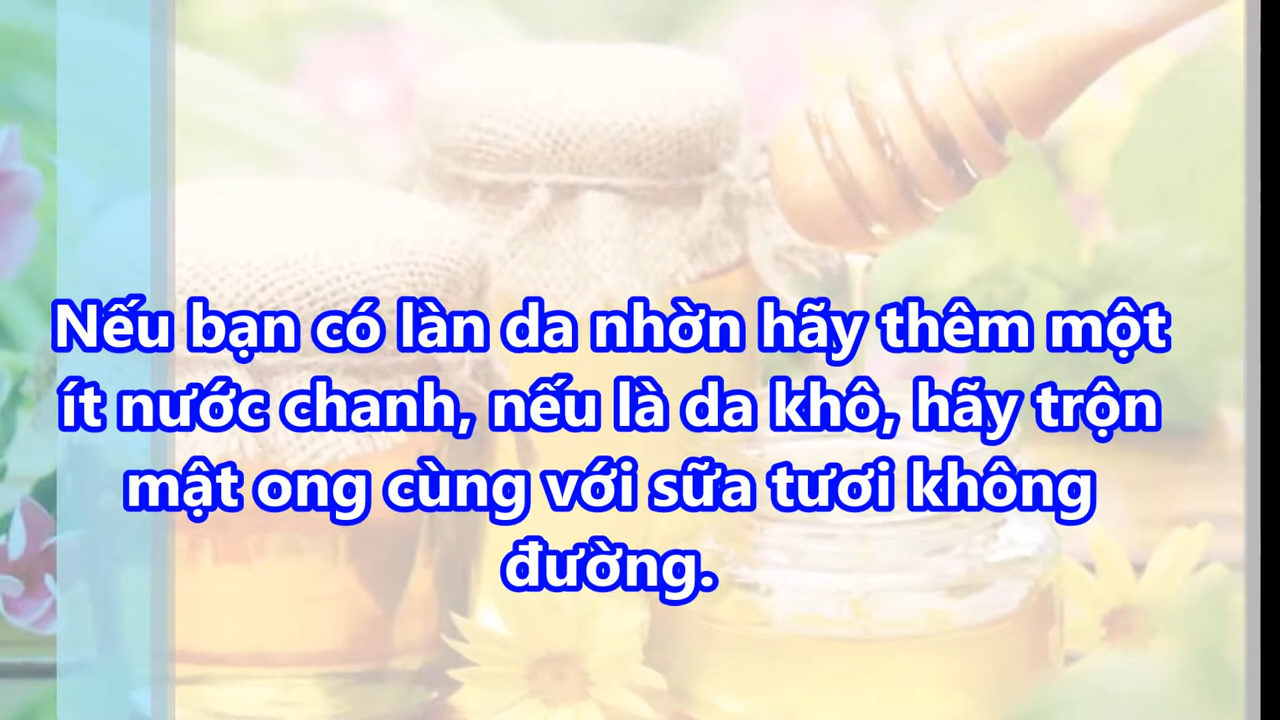 Nếu bạn có làn da nhờn hãy thêm một
ít nước chanh, nếu là da khô, hãy trộn
mật ong cùng với sữa tươi không
đường.